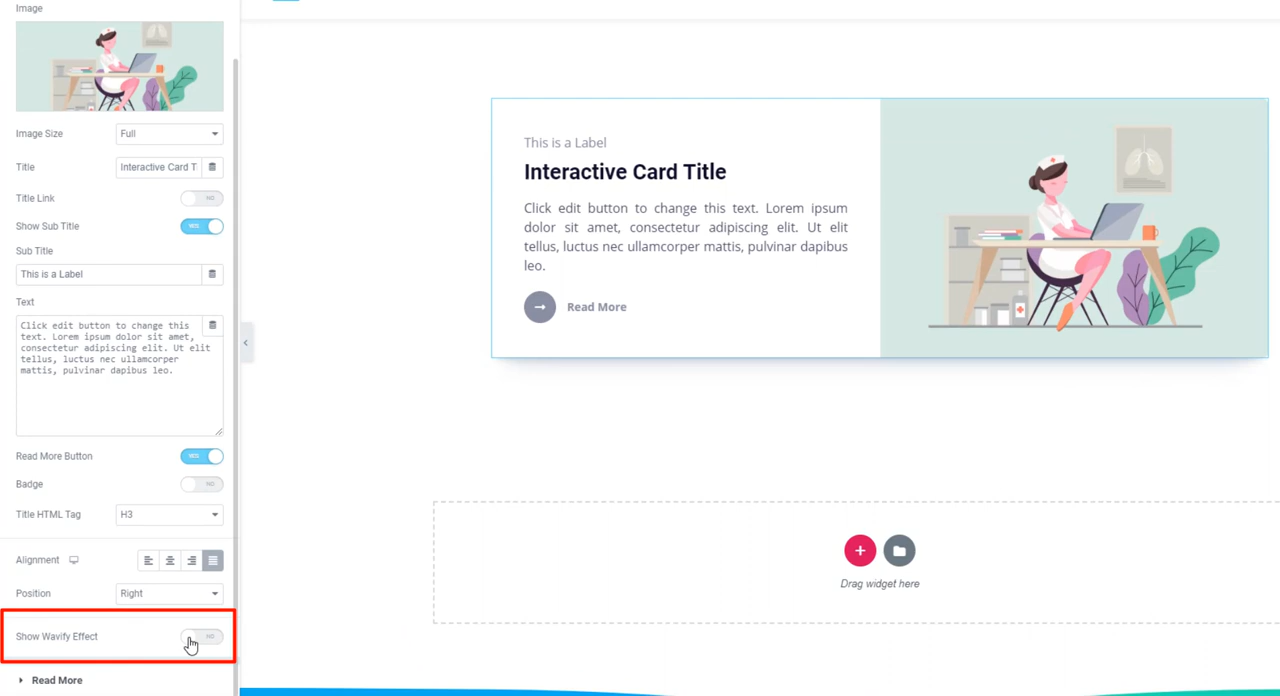 Image
Image Size
Full
Title
Interactive Card T
Title Link
NO
Show Sub Title
YES
Sub Title
This is a Label
Text
Click edit button to change this
text. Lorem ipsum dolor sit amet,
consectetur adipiscing elit. Ut elit
tellus, luctus nec ullamcorper
mattis, pulvinar dapibus leo.
Read More Button
YES
Badge
NO
Title HTML Tag
H3
Alignment
Position
Right
Show Wavify Effect
NO
Read More
This is a Label
Interactive Card Title
Click edit button to change this text. Lorem ipsum
dolor sit amet, consectetur adipiscing elit. Ut elit
tellus, luctus nec ullamcorper mattis, pulvinar dapibus
leo.
Read More
Drag widget here